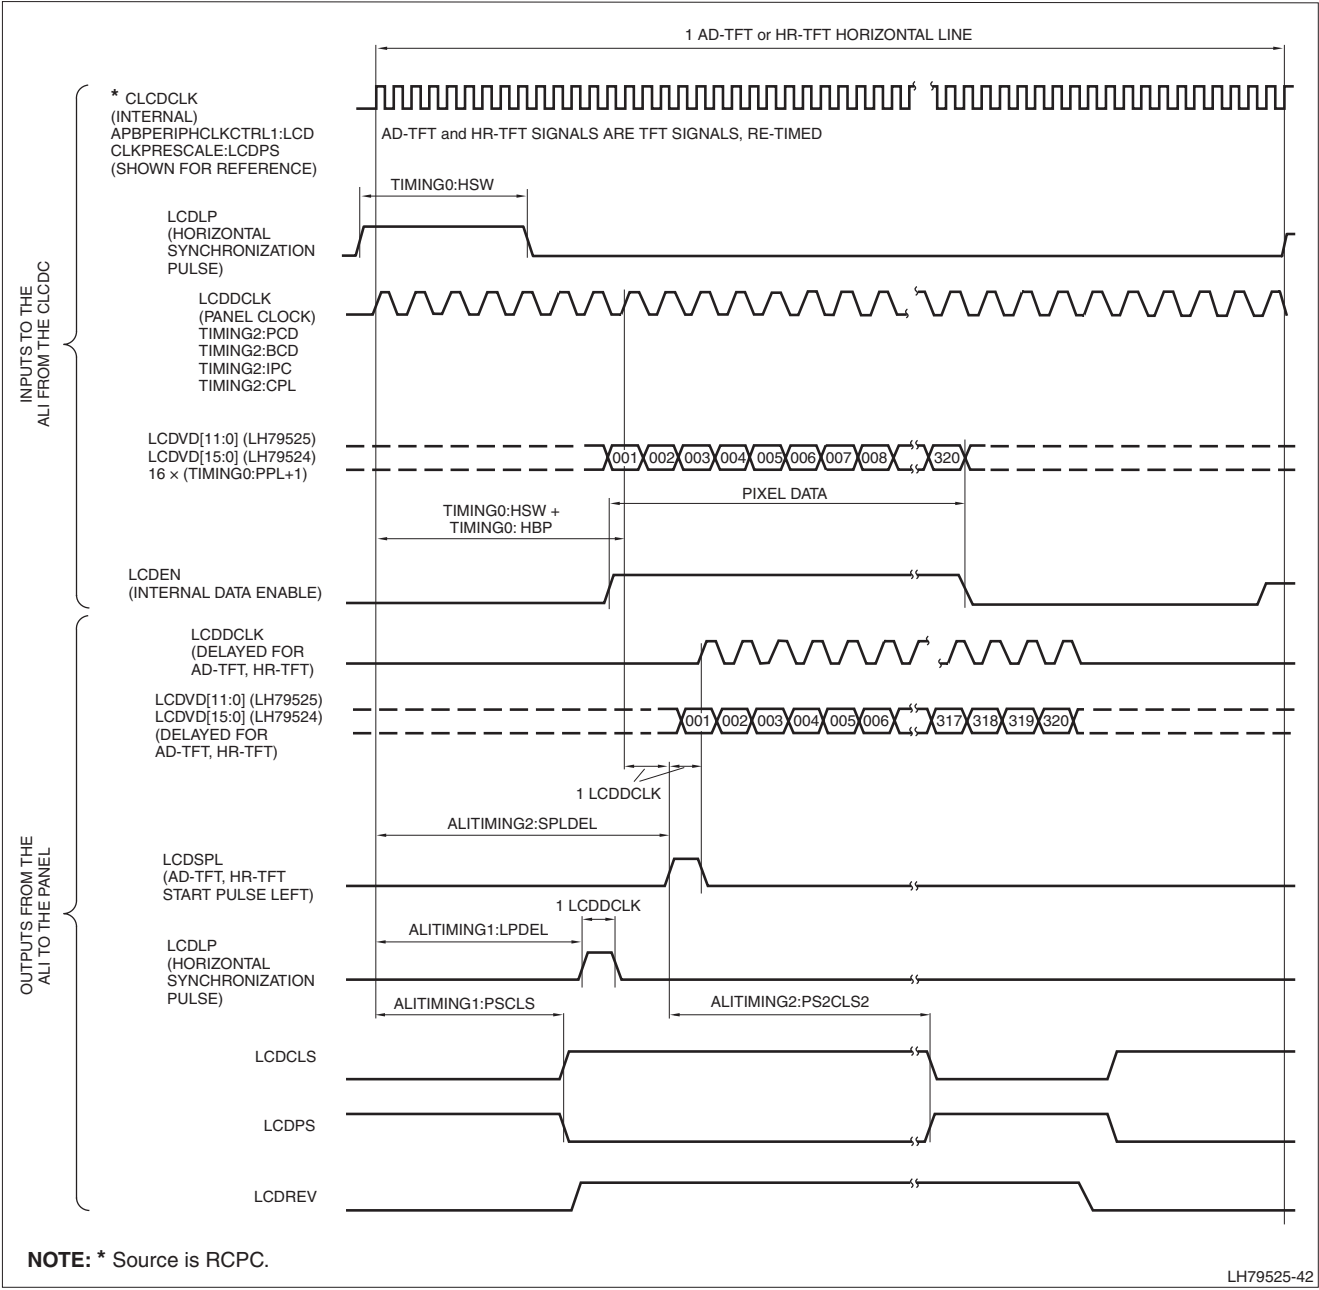 1 AD-TFT or HR-TFT HORIZONTAL LINE
* CLCDCLK
(INTERNAL)
APBPERIPHCLKCTRL1:LCD
CLKPRESCALE:LCDPS
(SHOWN FOR REFERENCE)
AD-TFT and HR-TFT SIGNALS ARE TFT SIGNALS, RE-TIMED
TIMING0:HSW
LCDLP
(HORIZONTAL
SYNCHRONIZATION
PULSE)
INPUTS TO THE
ALI FROM THE CLCDC
LCDDCLK
(PANEL CLOCK)
TIMING2:PCD
TIMING2:BCD
TIMING2:IPC
TIMING2:CPL
LCDVD[11:0] (LH79525)
LCDVD[15:0] (LH79524)
16 × (TIMING0:PPL+1)
001 002 003 004 005 006 007 008 320
PIXEL DATA
TIMING0:HSW +
TIMING0: HBP
LCDEN
(INTERNAL DATA ENABLE)
LCDDCLK
(DELAYED FOR
AD-TFT, HR-TFT)
LCDVD[11:0] (LH79525)
LCDVD[15:0] (LH79524)
(DELAYED FOR
AD-TFT, HR-TFT)
001 002 003 004 005 006 317 318 319 320
1 LCDDCLK
ALITIMING2:SPLDEL
OUTPUTS FROM THE
ALI TO THE PANEL
LCDSPL
(AD-TFT, HR-TFT
START PULSE LEFT)
1 LCDDCLK
ALITIMING1:LPDEL
LCDLP
(HORIZONTAL
SYNCHRONIZATION
PULSE)
ALITIMING1:PSCLS
ALITIMING2:PS2CLS2
LCDCLS
LCDPS
LCDREV
NOTE: * Source is RCPC.
LH79525-42